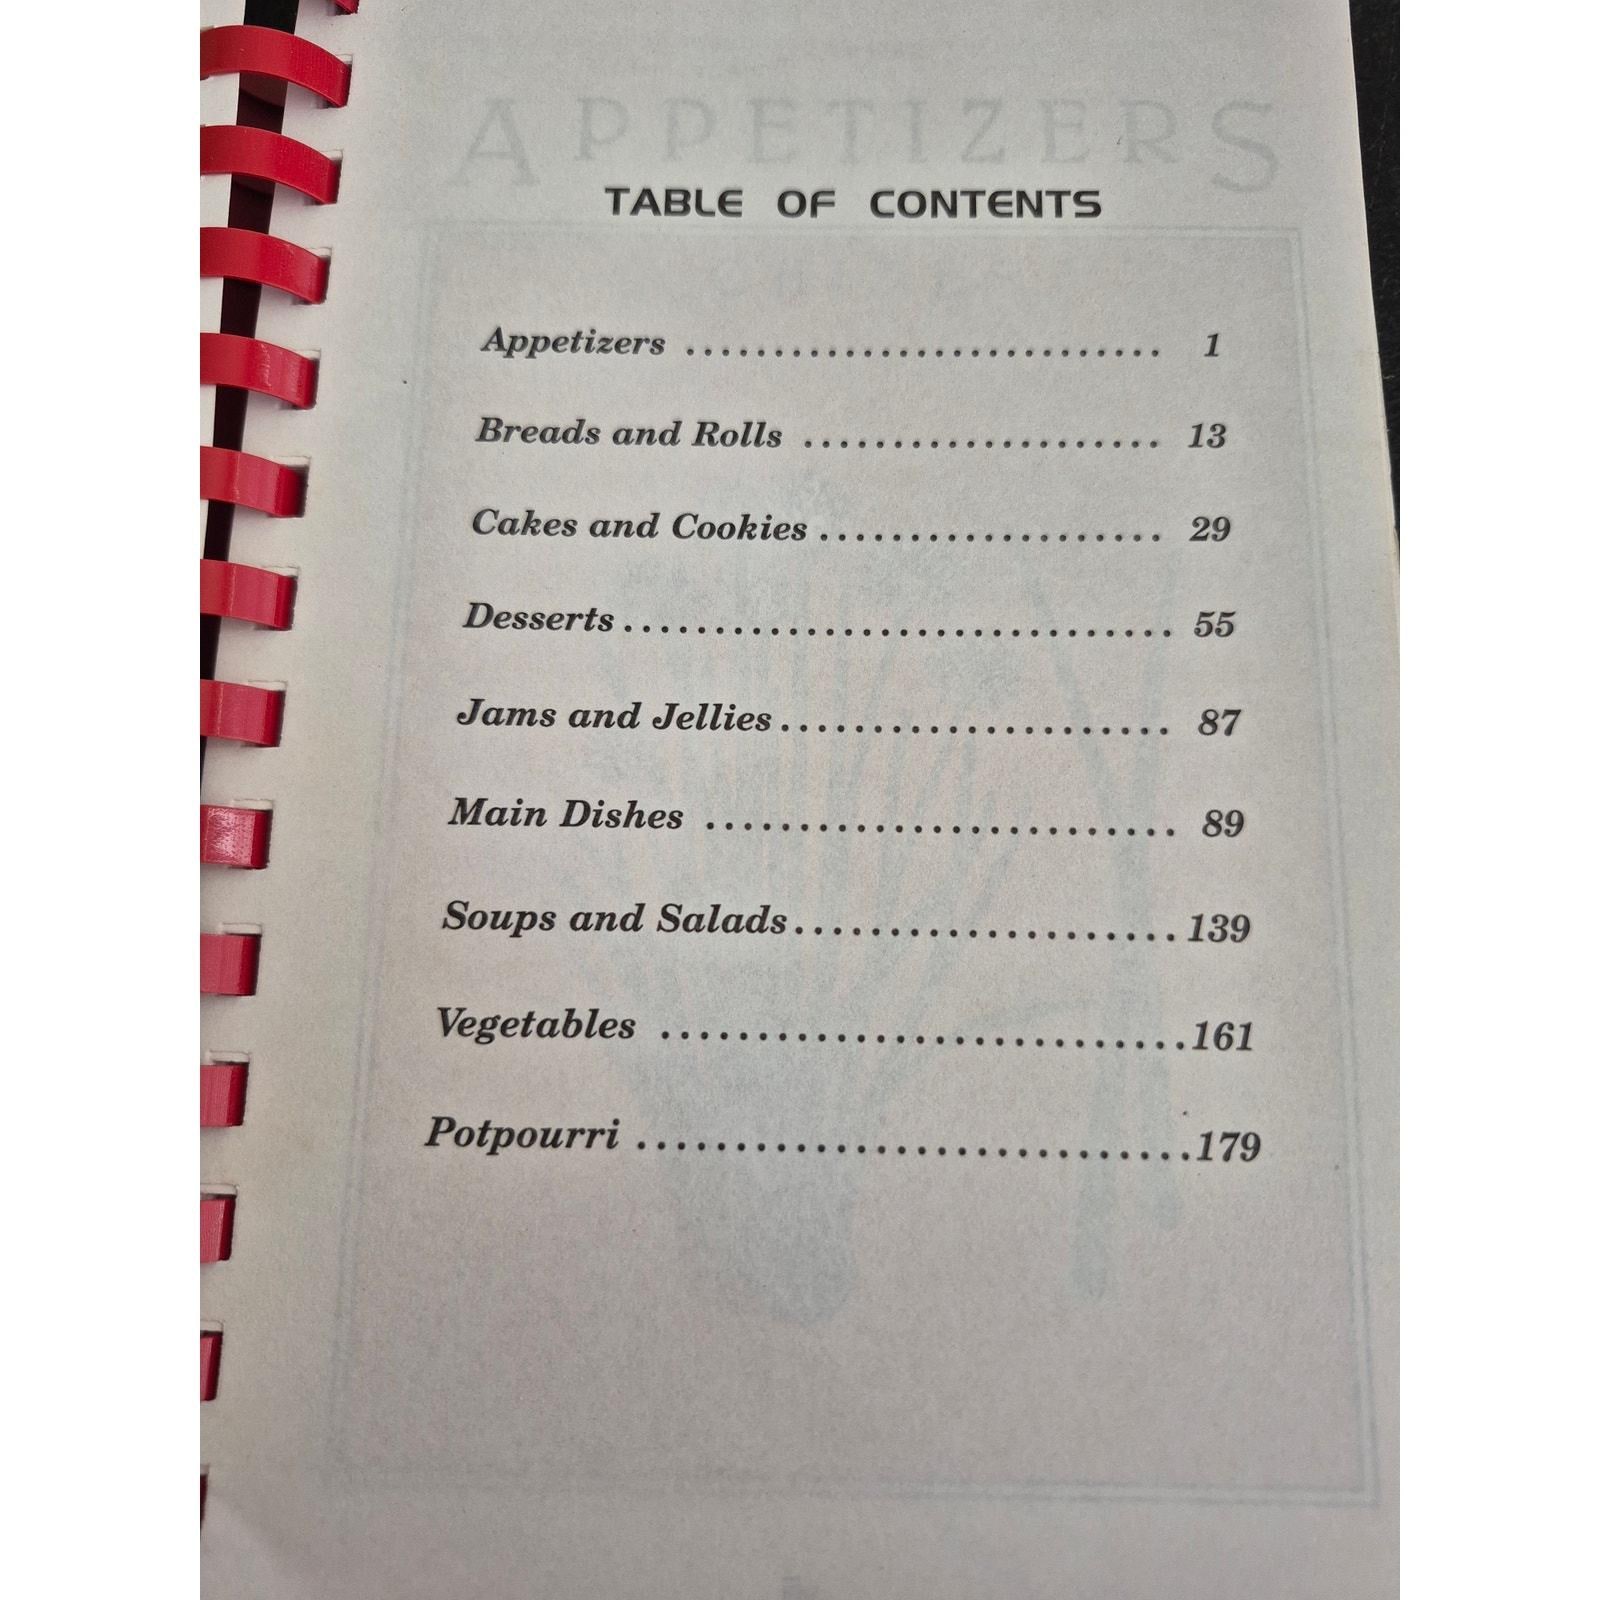 APPETIZERS
TABLE OF CONTENTS
Appetizers ........................... 1
Breads and Rolls .................... 13
Cakes and Cookies ................... 29
Desserts ............................... 55
Jams and Jellies ...................... 87
Main Dishes .......................... 89
Soups and Salads ..................... 139
Vegetables ............................. 161
Potpourri .............................. 179